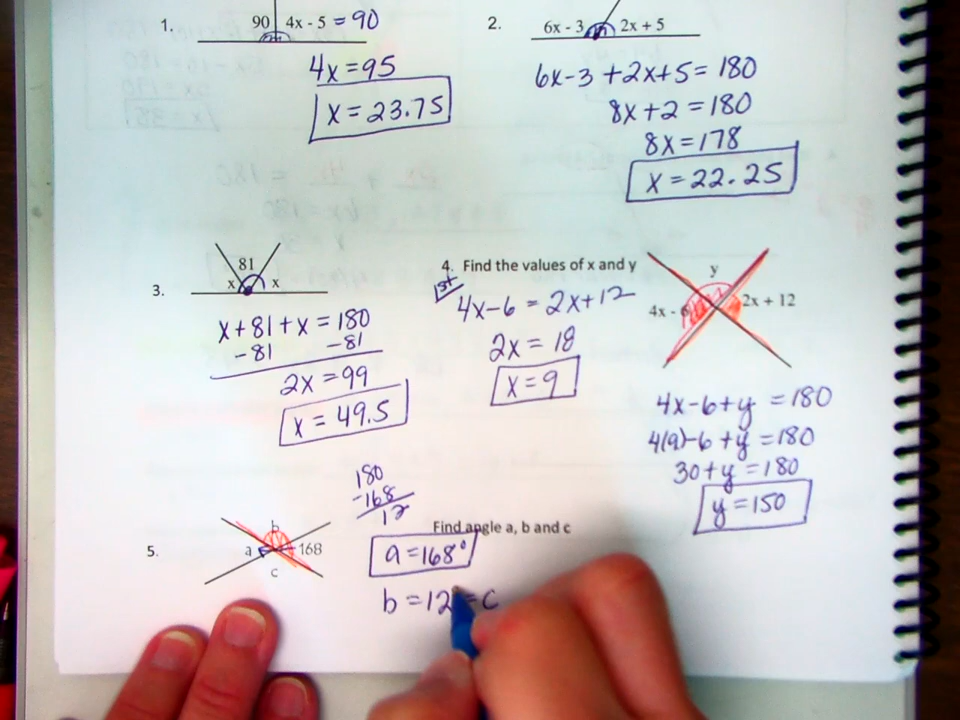 1.
90 4x - 5 = 90
4x = 95
x = 23.75
2.
6x - 3 2x + 5
6x - 3 + 2x + 5 = 180
8x + 2 = 180
8x = 178
x = 22.25
3.
81
x x
x + 81 + x = 180
-81 -81
2x = 99
x = 49.5
4. Find the values of x and y
1st
4x - 6 = 2x + 12
2x = 18
x = 9
y
4x - 6 2x + 12
4x - 6 + y = 180
4(9) - 6 + y = 180
30 + y = 180
y = 150
5.
b
a 168
c
180
-168
12
Find angle a, b and c
a = 168°
b = 12 = c